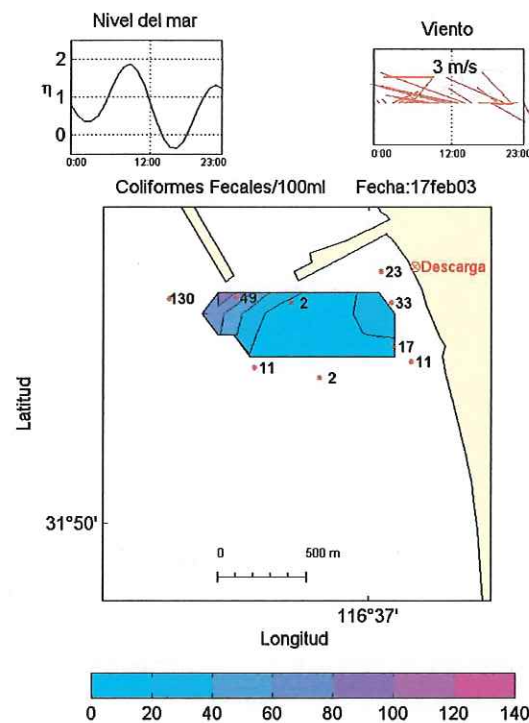 Nivel del mar
Viento
2
1
0
η
0:00 12:00 23:00
3 m/s
0:00 12:00 23:00
Coliformes Fecales/100ml Fecha:17feb03
23
Descarga
130
49
2
33
17
11
11
2
Latitud
31°50'
0 500 m
116°37'
Longitud
0 20 40 60 80 100 120 140